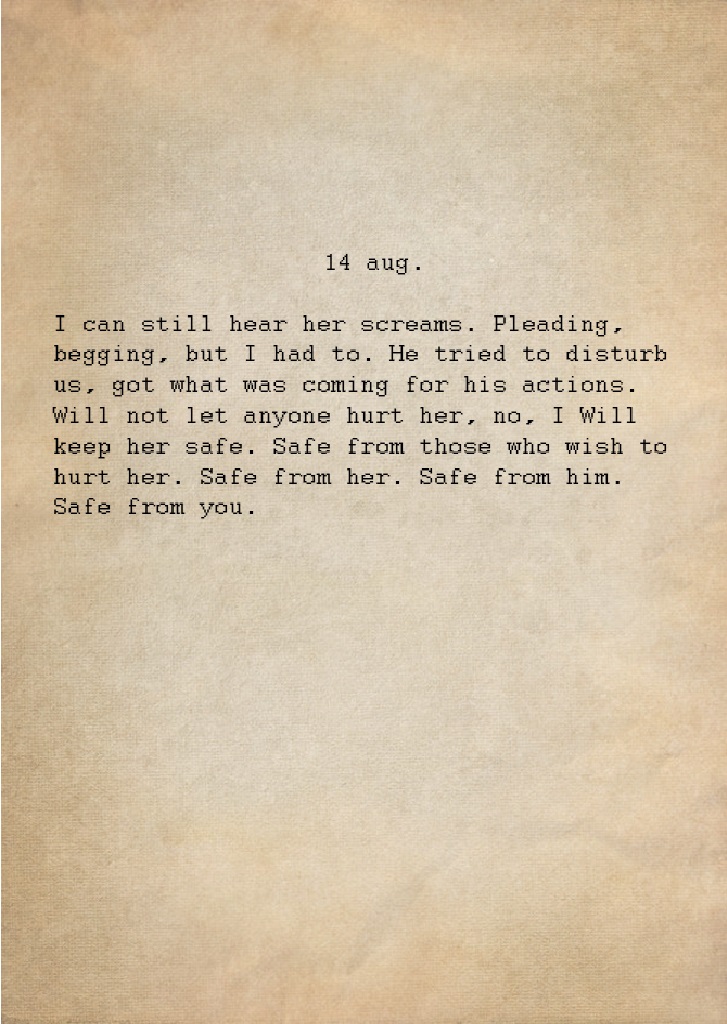 14 aug.
I can still hear her screams. Pleading,
begging, but I had to. He tried to disturb
us, got what was coming for his actions.
Will not let anyone hurt her, no, I Will
keep her safe. Safe from those who wish to
hurt her. Safe from her. Safe from him.
Safe from you.